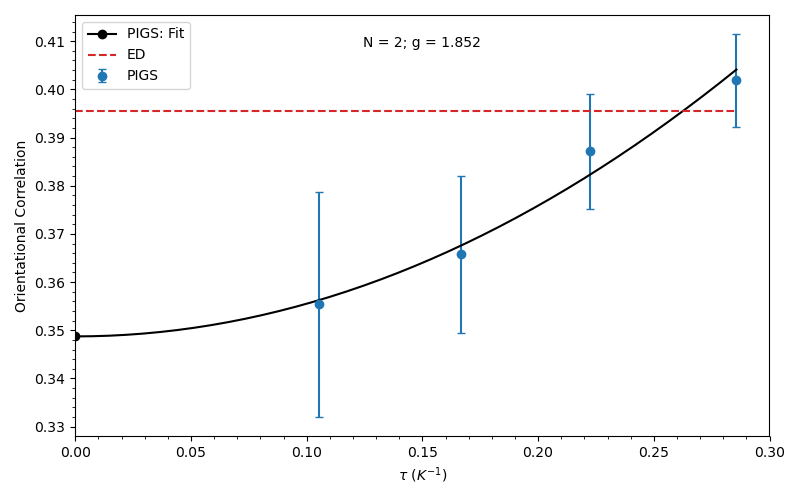 PIGS: Fit
ED
PIGS
N = 2; g = 1.852
Orientational Correlation
0.41
0.40
0.39
0.38
0.37
0.36
0.35
0.34
0.33
0.00
0.05
0.10
0.15
0.20
0.25
0.30
τ (K⁻¹)